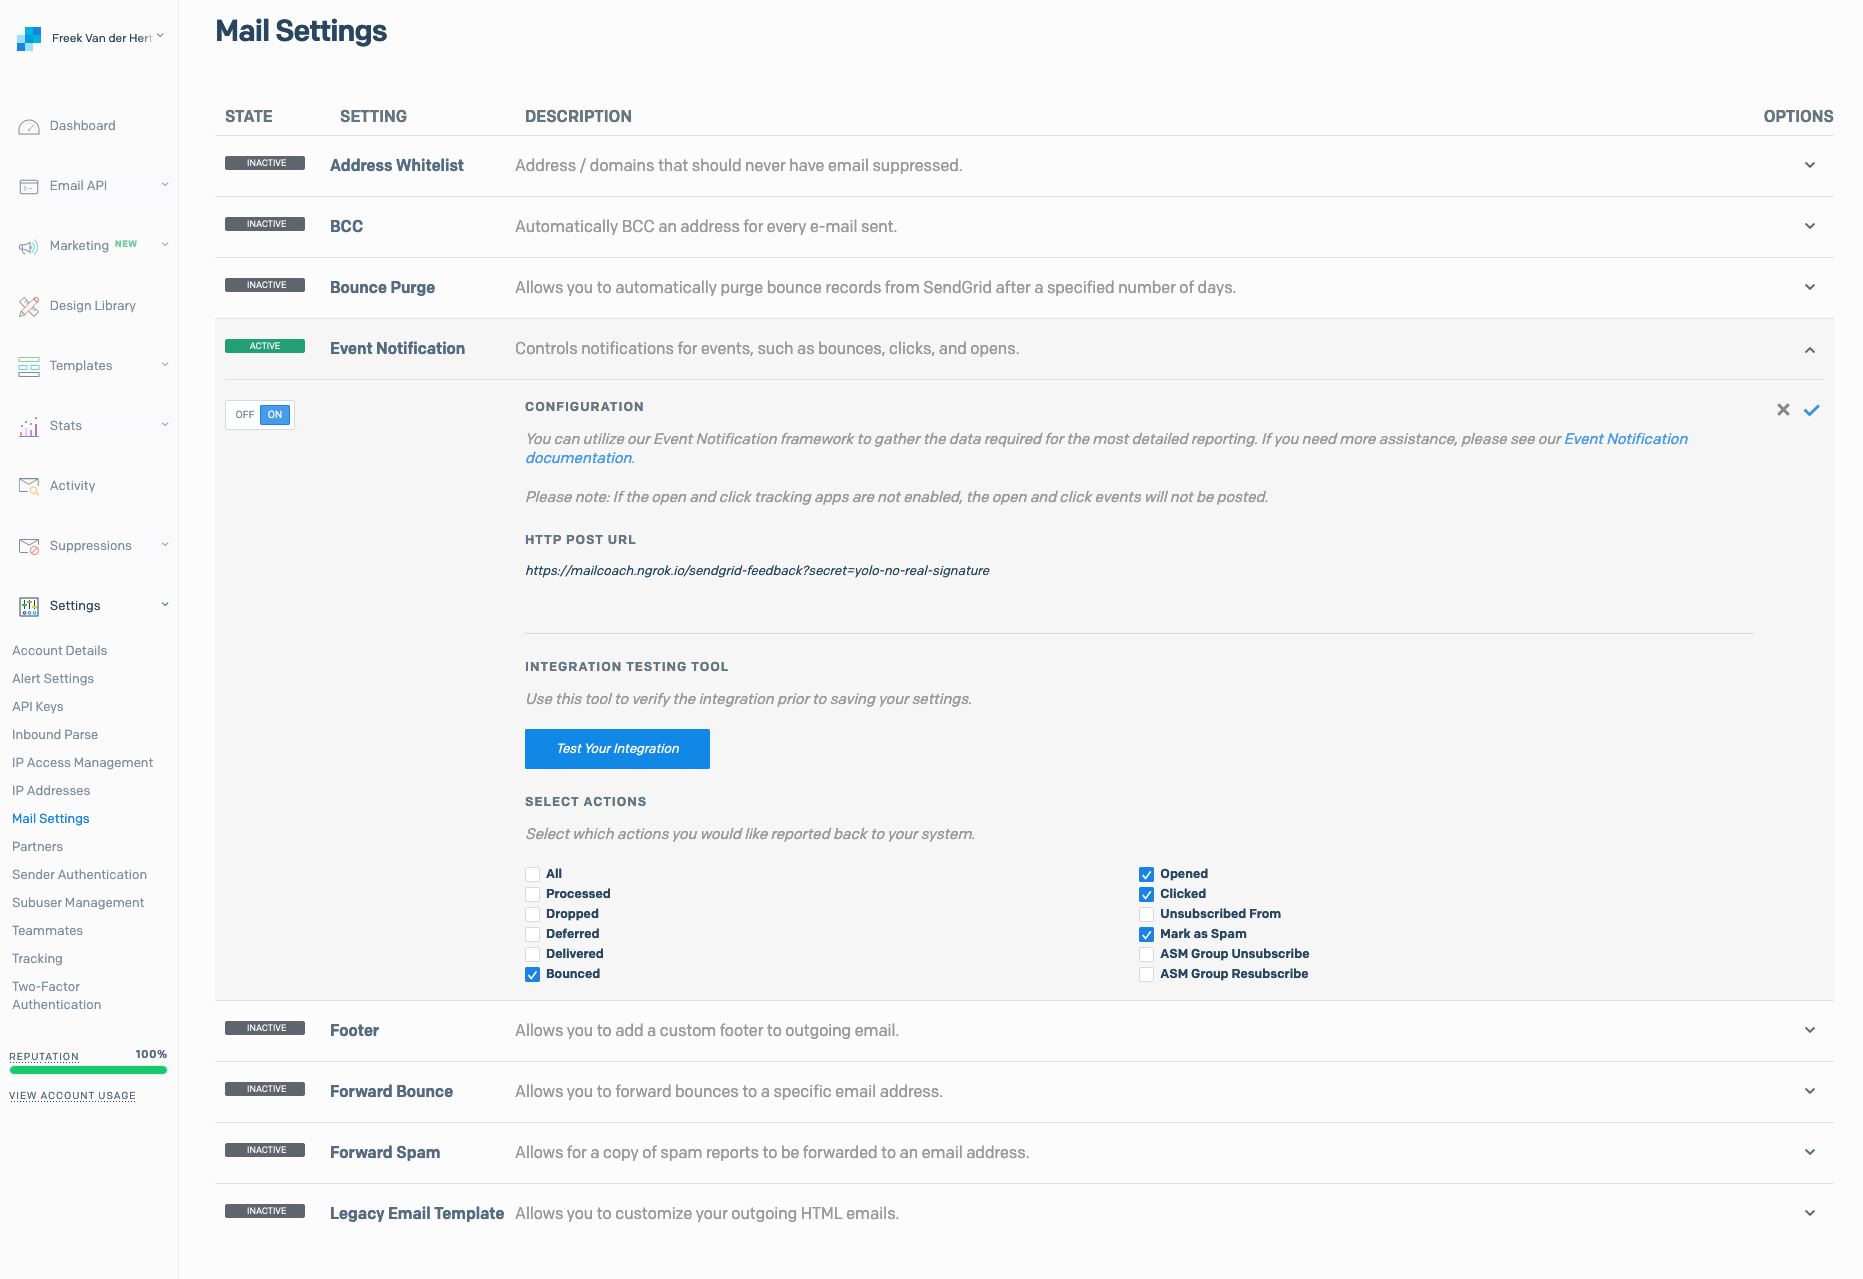 Freek Van der Hert
Dashboard
Email API
Marketing NEW
Design Library
Templates
Stats
Activity
Suppressions
Settings
Account Details
Alert Settings
API Keys
Inbound Parse
IP Access Management
IP Addresses
Mail Settings
Partners
Sender Authentication
Subuser Management
Teammates
Tracking
Two-Factor
Authentication
REPUTATION 100%
VIEW ACCOUNT USAGE
Mail Settings
STATE SETTING DESCRIPTION OPTIONS
INACTIVE Address Whitelist Address / domains that should never have email suppressed.
INACTIVE BCC Automatically BCC an address for every e-mail sent.
INACTIVE Bounce Purge Allows you to automatically purge bounce records from SendGrid after a specified number of days.
ACTIVE Event Notification Controls notifications for events, such as bounces, clicks, and opens.
OFF ON
CONFIGURATION
You can utilize our Event Notification framework to gather the data required for the most detailed reporting. If you need more assistance, please see our Event Notification
documentation.
Please note: If the open and click tracking apps are not enabled, the open and click events will not be posted.
HTTP POST URL
https://mailcoach.ngrok.io/sendgrid-feedback?secret=yolo-no-real-signature
INTEGRATION TESTING TOOL
Use this tool to verify the integration prior to saving your settings.
Test Your Integration
SELECT ACTIONS
Select which actions you would like reported back to your system.
All
Processed
Dropped
Deferred
Delivered
Bounced
Opened
Clicked
Unsubscribed From
Mark as Spam
ASM Group Unsubscribe
ASM Group Resubscribe
INACTIVE Footer Allows you to add a custom footer to outgoing email.
INACTIVE Forward Bounce Allows you to forward bounces to a specific email address.
INACTIVE Forward Spam Allows for a copy of spam reports to be forwarded to an email address.
INACTIVE Legacy Email Template Allows you to customize your outgoing HTML emails.